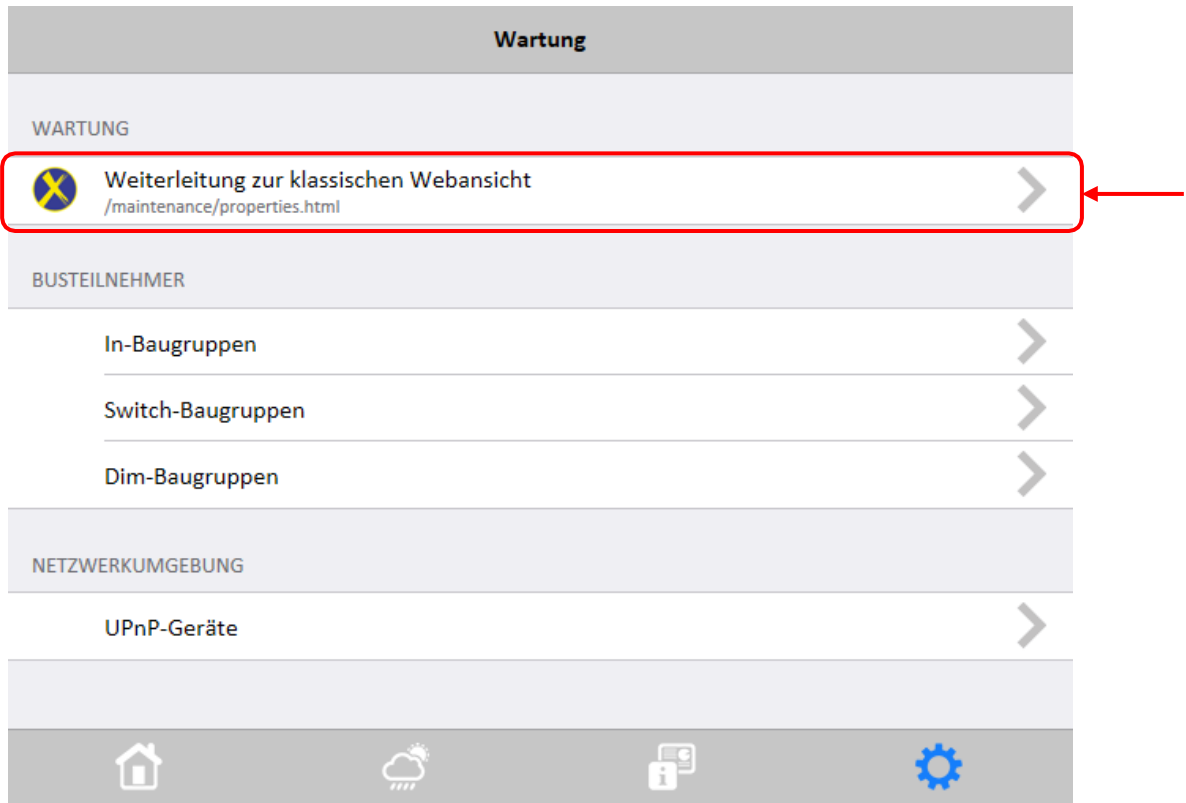 Wartung
WARTUNG
Weiterleitung zur klassischen Webansicht
/maintenance/properties.html
BUSTEILNEHMER
In-Baugruppen
Switch-Baugruppen
Dim-Baugruppen
NETZWERKUMGEBUNG
UPnP-Geräte